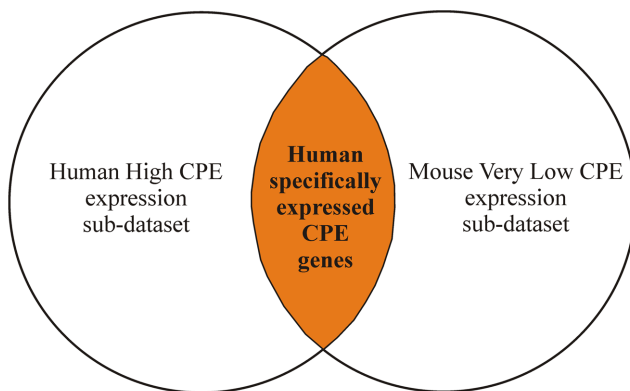 Human High CPE
expression
sub-dataset
Human
specifically
expressed
CPE
genes
Mouse Very Low CPE
expression
sub-dataset